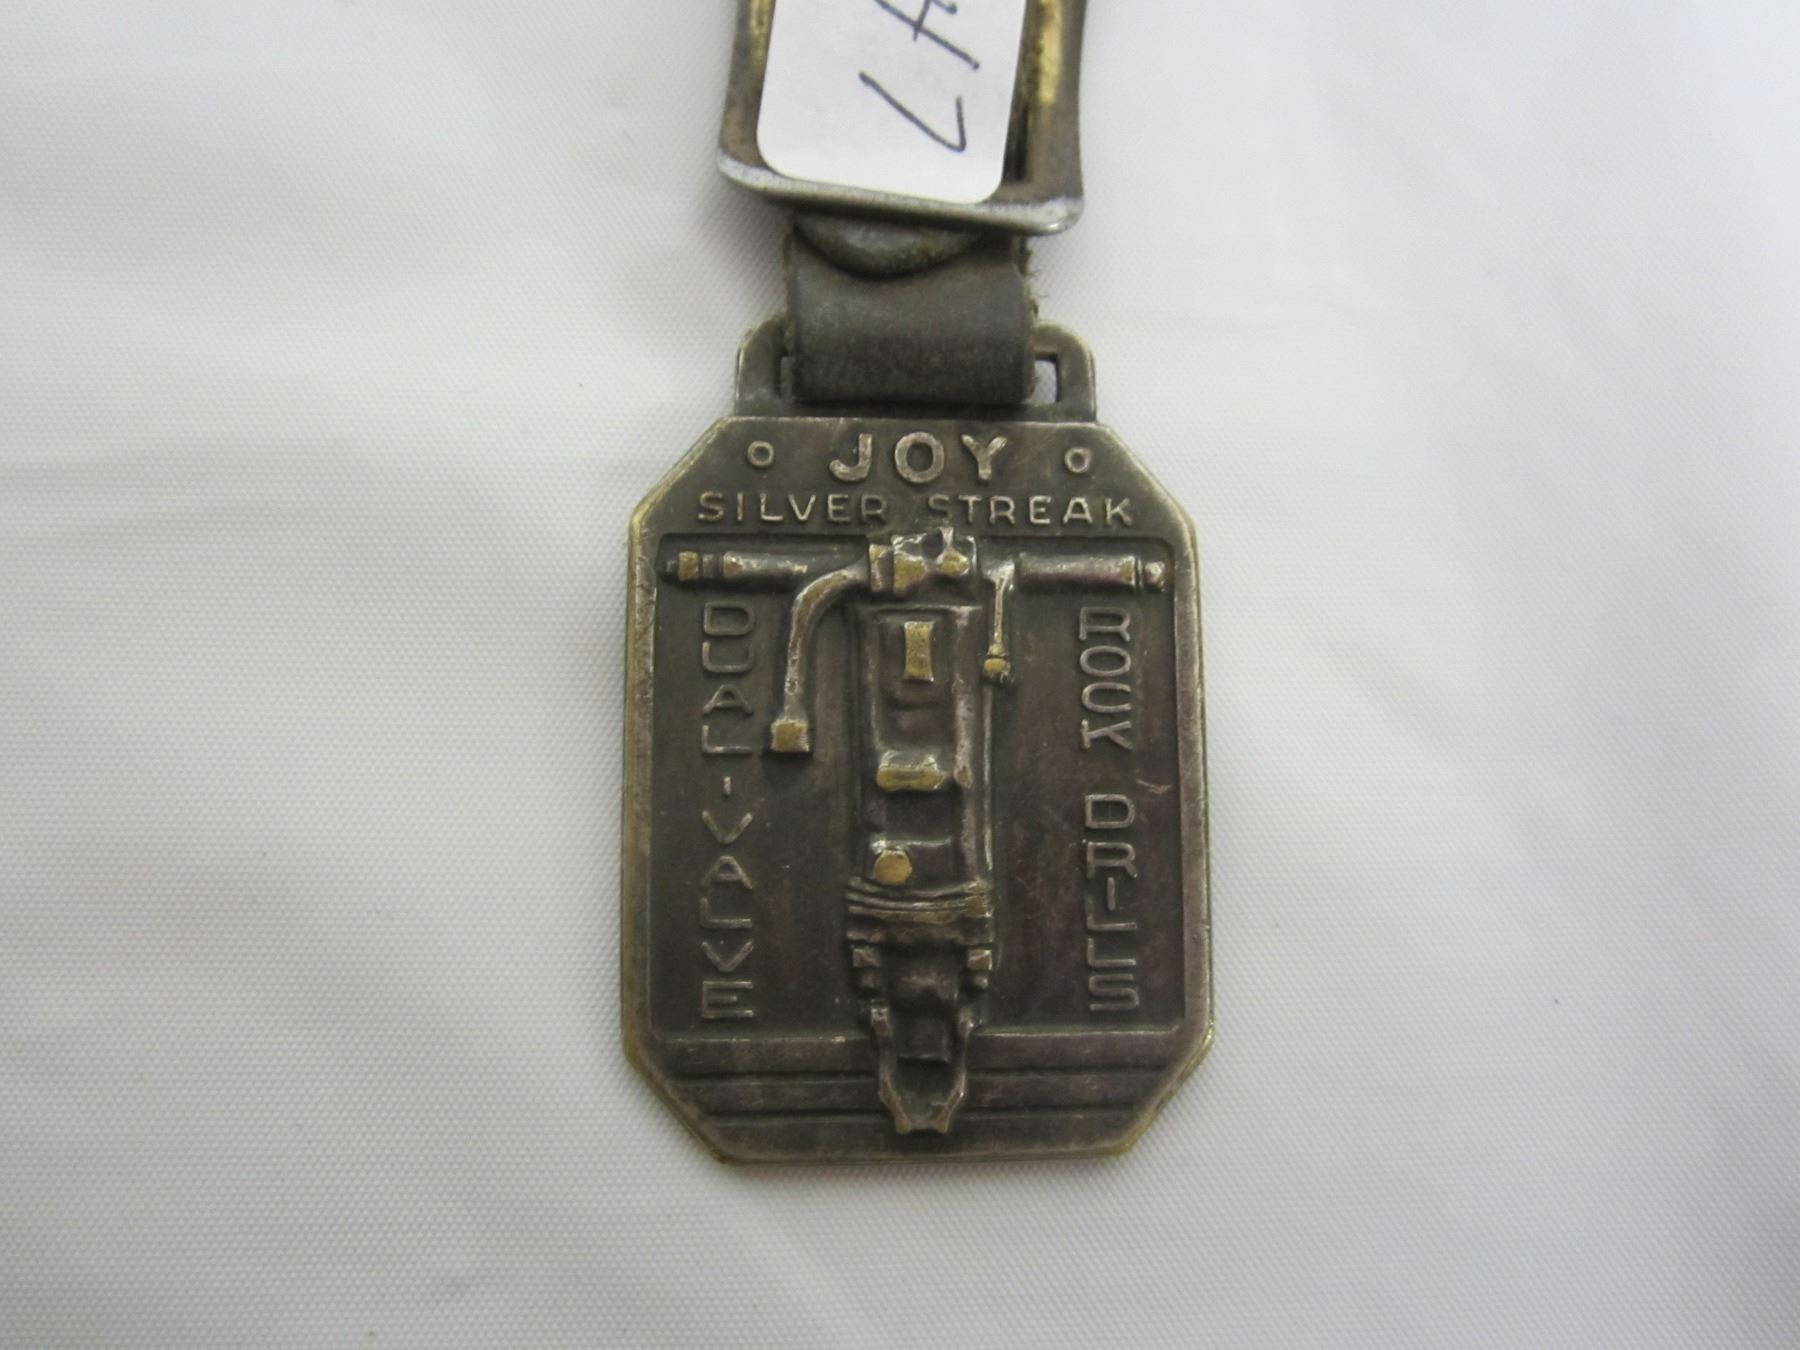 JOY
SILVER STREAK
DUAL-VALVE
ROCK DRILLS